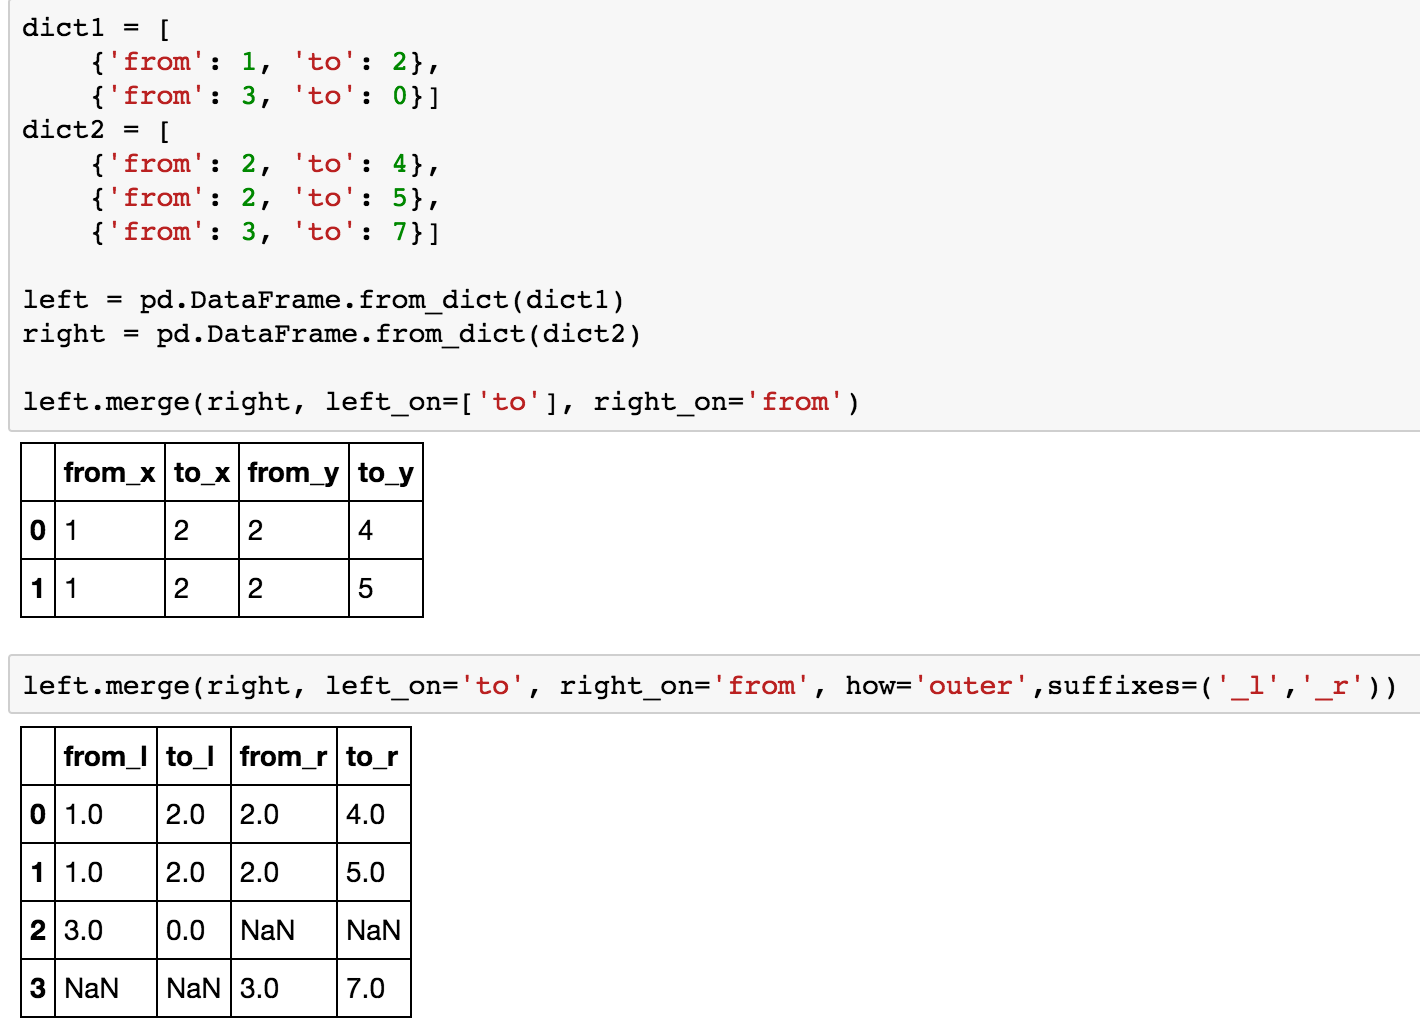 dict1 = [
    {'from': 1, 'to': 2},
    {'from': 3, 'to': 0}]
dict2 = [
    {'from': 2, 'to': 4},
    {'from': 2, 'to': 5},
    {'from': 3, 'to': 7}]
left = pd.DataFrame.from_dict(dict1)
right = pd.DataFrame.from_dict(dict2)
left.merge(right, left_on=['to'], right_on='from')
from_x to_x from_y to_y
0 1 2 2 4
1 1 2 2 5
left.merge(right, left_on='to', right_on='from', how='outer',suffixes=('_l','_r'))
from_l to_l from_r to_r
0 1.0 2.0 2.0 4.0
1 1.0 2.0 2.0 5.0
2 3.0 0.0 NaN NaN
3 NaN NaN 3.0 7.0